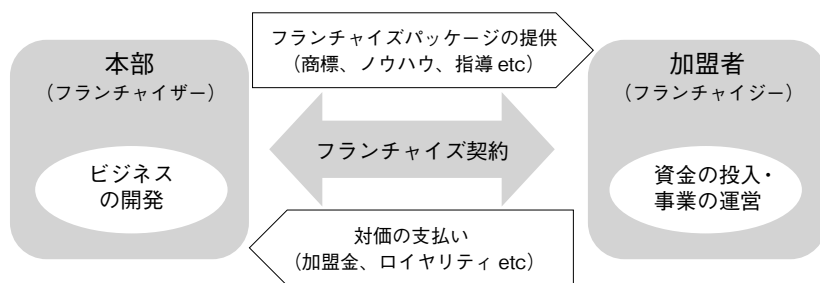 フランチャイズパッケージの提供
（商標、ノウハウ、指導 etc）
本部
（フランチャイザー）
ビジネス
の開発
フランチャイズ契約
加盟者
（フランチャイジー）
資金の投入・
事業の運営
対価の支払い
（加盟金、ロイヤリティ etc）